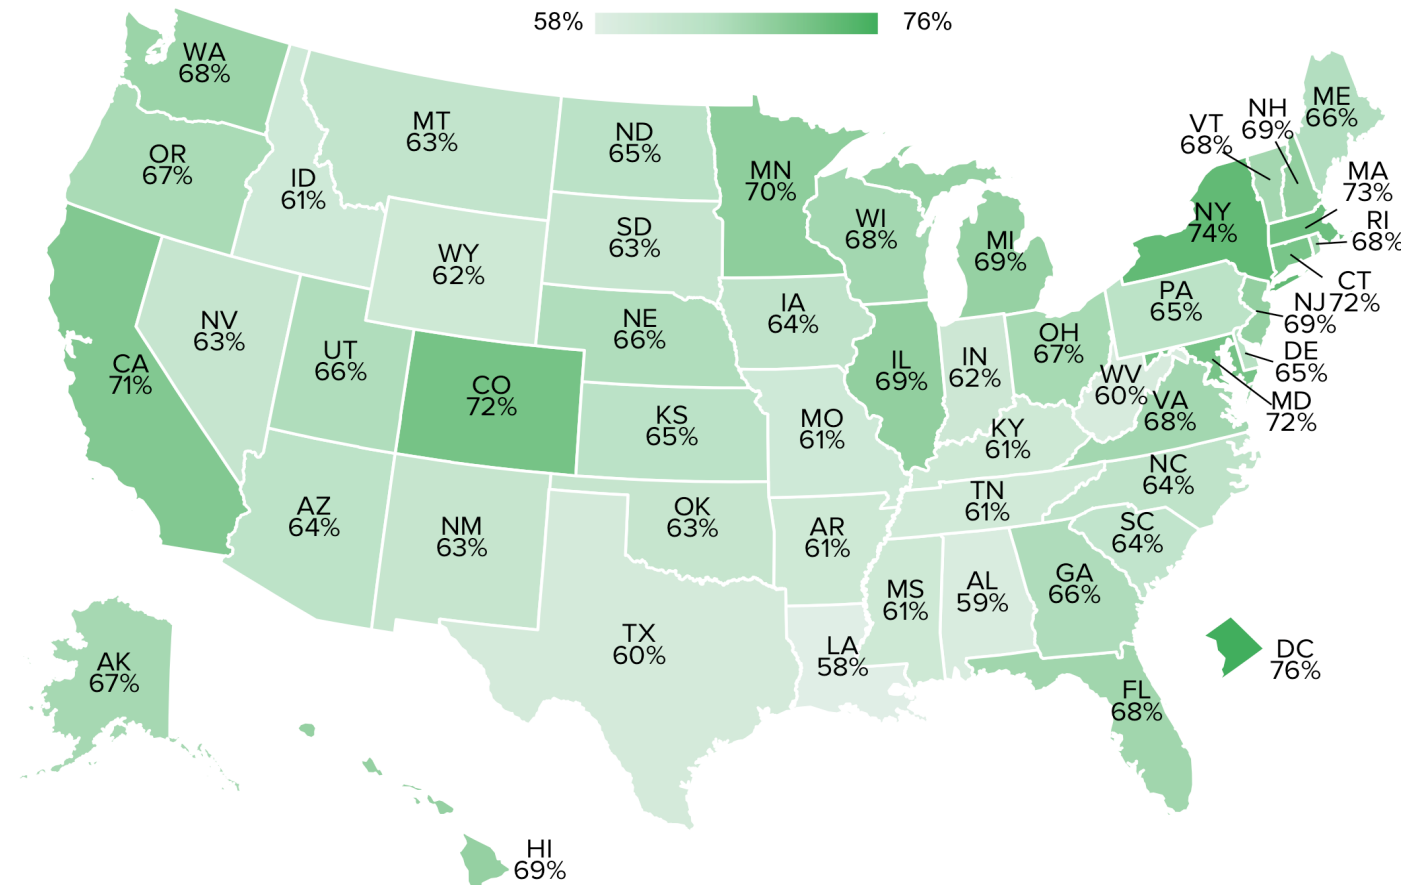 58%
76%
WA
68%
MT
63%
ND
65%
MN
70%
OR
67%
ID
61%
WI
68%
MI
69%
VT
68%
NH
69%
ME
66%
MA
73%
NY
74%
RI
68%
SD
63%
WY
62%
IA
64%
NE
66%
PA
65%
CT
72%
NJ
69%
NV
63%
UT
66%
CA
71%
CO
72%
IL
69%
IN
62%
OH
67%
DE
65%
WV
60%
VA
68%
MD
72%
KS
65%
MO
61%
KY
61%
NC
64%
TN
61%
AZ
64%
NM
63%
OK
63%
AR
61%
SC
64%
MS
61%
AL
59%
GA
66%
TX
60%
LA
58%
DC
76%
AK
67%
FL
68%
HI
69%